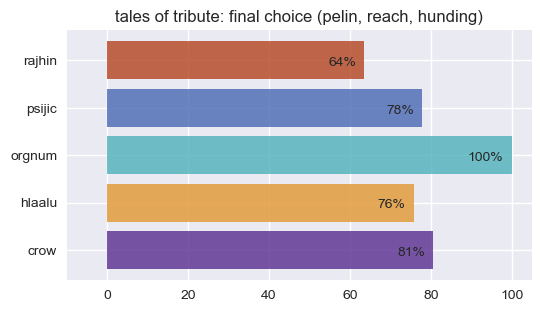 tales of tribute: final choice (pelin, reach, hunding)
rajhin
64%
psijic
78%
orgnum
100%
hlaalu
76%
crow
81%
0 20 40 60 80 100